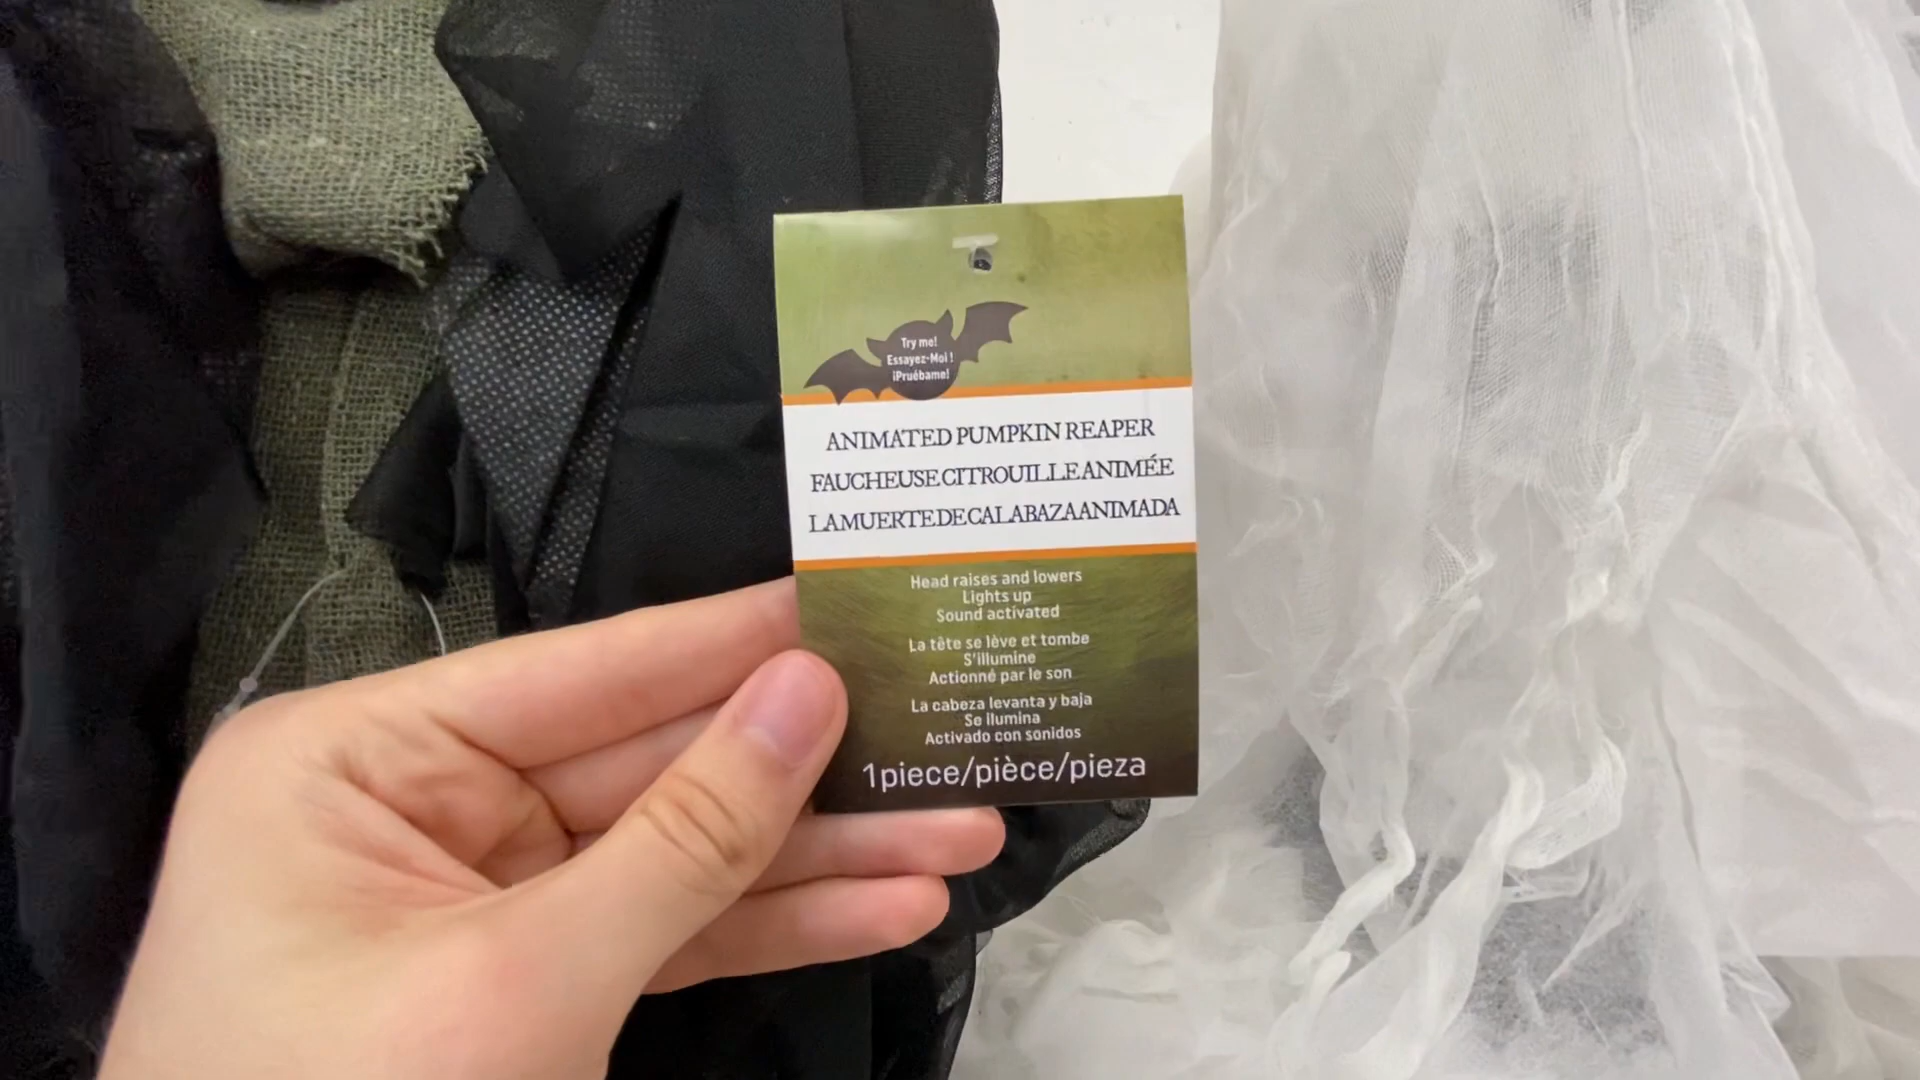 Try me!
Essayez-Moi !
¡Pruébame!
ANIMATED PUMPKIN REAPER
FAUCHEUSE CITROUILLE ANIMÉE
LA MUERTE DE CALABAZA ANIMADA
Head raises and lowers
Lights up
Sound activated
La tête se lève et tombe
S'illumine
Actionné par le son
La cabeza levanta y baja
Se ilumina
Activado con sonidos
1 piece/pièce/pieza